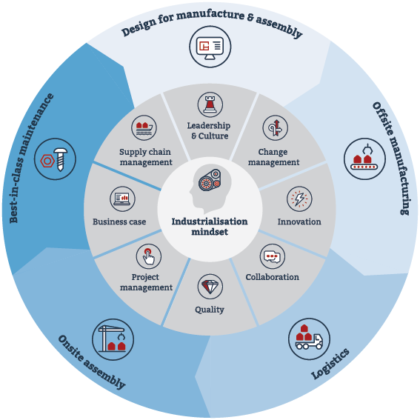 Design for manufacture & assembly
Offsite manufacturing
Logistics
Onsite assembly
Best-in-class maintenance
Leadership
& Culture
Change
management
Innovation
Collaboration
Quality
Project
management
Business case
Supply chain
management
Industrialisation
mindset